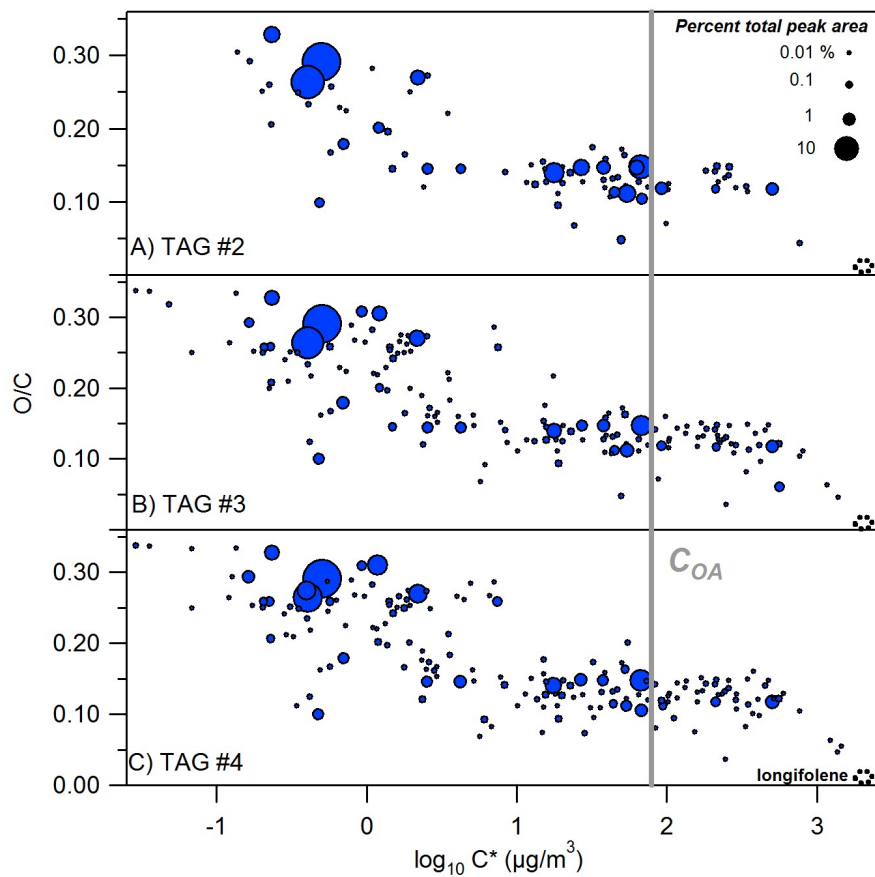 Percent total peak area
0.01 %
0.1
1
10
0.30
0.20
0.10
A) TAG #2
0.30
0.20
0.10
B) TAG #3
O/C
C_OA
0.30
0.20
0.10
0.00
C) TAG #4
longifolene
-1 0 1 2 3
log₁₀ C* (µg/m³)